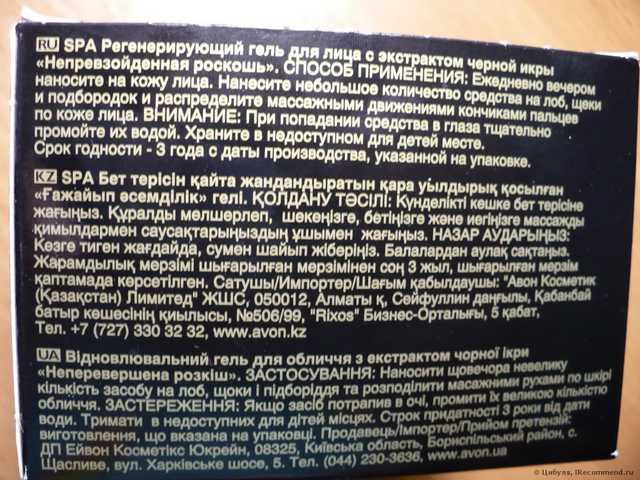 RU SPA Регенерирующий гель для лица с экстрактом черной икры
«Непревзойденная роскошь». СПОСОБ ПРИМЕНЕНИЯ: Ежедневно вечером
наносите на кожу лица. Нанесите небольшое количество средства на лоб, щеки
и подбородок и распределите массажными движениями кончиками пальцев
по коже лица. ВНИМАНИЕ: При попадании средства в глаза тщательно
промойте их водой. Храните в недоступном для детей месте.
Срок годности - 3 года с даты производства, указанной на упаковке.
KZ SPA Бет терісін қайта жандандыратын қара уылдырық қосылған
«Ғажайып әсемділік» гелі. ҚОЛДАНУ ТӘСІЛІ: Күнделікті кешке бет терісіне
жағыңыз. Құралды мөлшерлеп, шекеңізге, бетіңізге және иегіңізге массажды
қимылдармен саусақтарыңыздың ұшымен жағыңыз. НАЗАР АУДАРЫҢЫЗ:
Көзге тиген жағдайда, сумен шайып жіберіңіз. Балалардан аулақ сақтаңыз.
Жарамдылық мерзімі шығарылған мерзімінен соң 3 жыл, шығарылған мерзім
қаптамада көрсетілген. Сатушы/Импортер/Шағым қабылдаушы: "Авон Косметик
(Қазақстан) Лимитед" ЖШС, 050012, Алматы қ, Сейфуллин даңғылы, Қабанбай
батыр көшесінің қиылысы, №506/99, "Rixos" Бизнес-Орталығы, 5 қабат,
Тел. +7 (727) 330 32 32, www.avon.kz
UA Відновлювальний гель для обличчя з екстрактом чорної ікри
«Неперевершена розкіш». ЗАСТОСУВАННЯ: Наносити щовечора невелику
кількість засобу на лоб, щоки і підборіддя та розподілити масажними рухами по шкірі
обличчя. ЗАСТЕРЕЖЕННЯ: Якщо засіб потрапив в очі, промити їх великою кількістю
води. Тримати в недоступних для дітей місцях. Строк придатності 3 роки від дати
виготовлення, що вказана на упаковці. Продавець/Імпортер/Прийом претензій:
ДП Ейвон Косметікс Юкрейн, 08325, Київська область, Бориспільський район, с.
Щасливе, вул. Харківське шосе, 5. Тел. (044) 230-3636, www.avon.ua
© Цибуля, IRecommend.ru